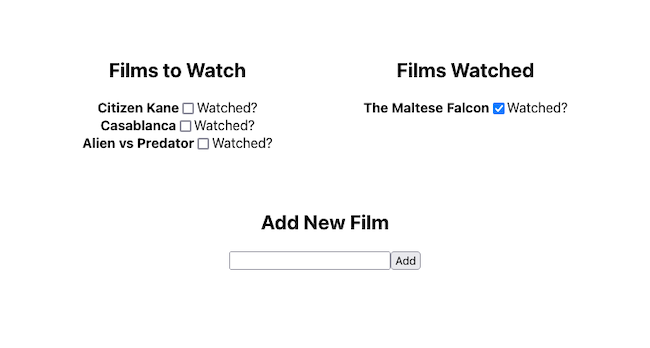 Films to Watch
Citizen Kane Watched?
Casablanca Watched?
Alien vs Predator Watched?
Films Watched
The Maltese Falcon Watched?
Add New Film
Add